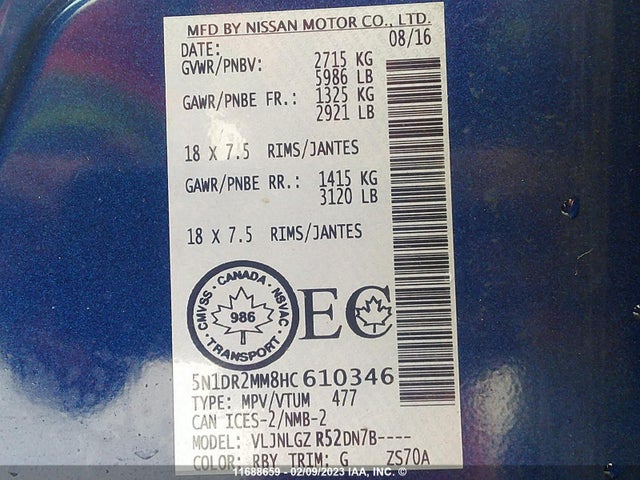 MFD BY NISSAN MOTOR CO., LTD.
DATE: 08/16
GVWR/PNBV: 2715 KG
5986 LB
GAWR/PNBE FR.: 1325 KG
2921 LB
18 X 7.5 RIMS/JANTES
GAWR/PNBE RR.: 1415 KG
3120 LB
18 X 7.5 RIMS/JANTES
CANADA · NSVAC · TRANSPORT · CMVSS ·
986
EC
5N1DR2MM8HC 610346
TYPE: MPV/VTUM 477
CAN ICES-2/NMB-2
MODEL: VLJNLGZ R52DN7B----
COLOR: RBY TRIM: G ZS70A
11688659 - 02/09/2023 IAA, INC. ©